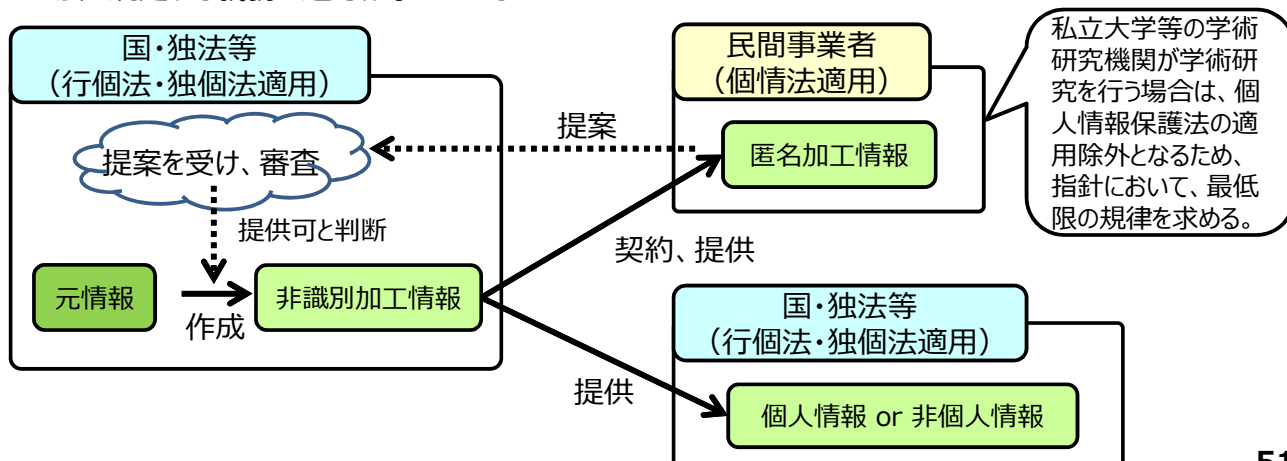 国・独法等
（行個法・独個法適用）
提案を受け、審査
提供可と判断
元情報
作成
非識別加工情報
提案
民間事業者
（個情法適用）
匿名加工情報
私立大学等の学術
研究機関が学術研
究を行う場合は、個
人情報保護法の適
用除外となるため、
指針において、最低
限の規律を求める。
契約、提供
提供
国・独法等
（行個法・独個法適用）
個人情報 or 非個人情報